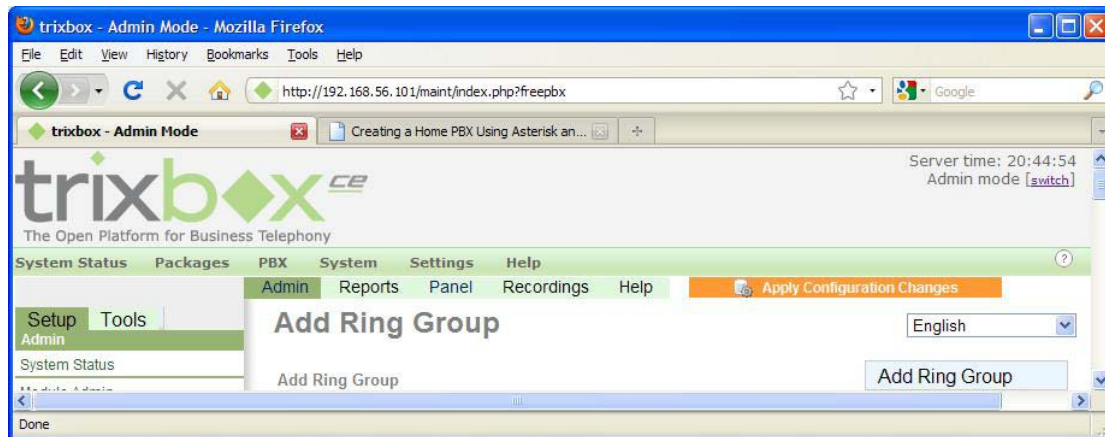 trixbox - Admin Mode - Mozilla Firefox
File Edit View History Bookmarks Tools Help
http://192.168.56.101/maint/index.php?freepbx
Google
trixbox - Admin Mode
Creating a Home PBX Using Asterisk an...
trixbox ce
The Open Platform for Business Telephony
Server time: 20:44:54
Admin mode [switch]
System Status Packages PBX System Settings Help ?
Admin Reports Panel Recordings Help Apply Configuration Changes
Setup Tools
Admin
System Status
Module Admin
Add Ring Group
English
Add Ring Group
Add Ring Group
Done